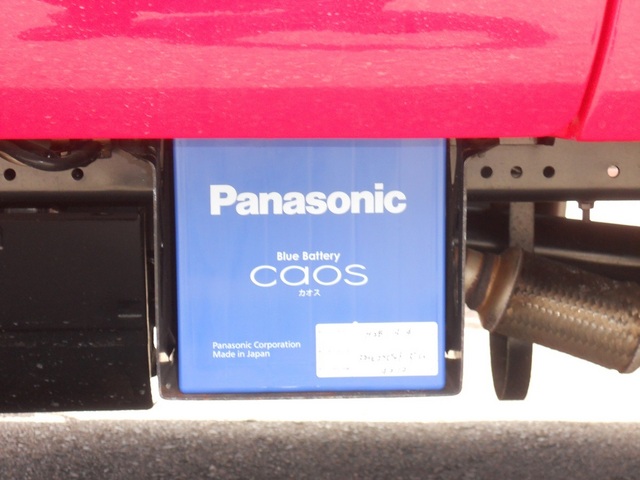 Panasonic
Blue Battery
caos
カオス
Panasonic Corporation
Made in Japan